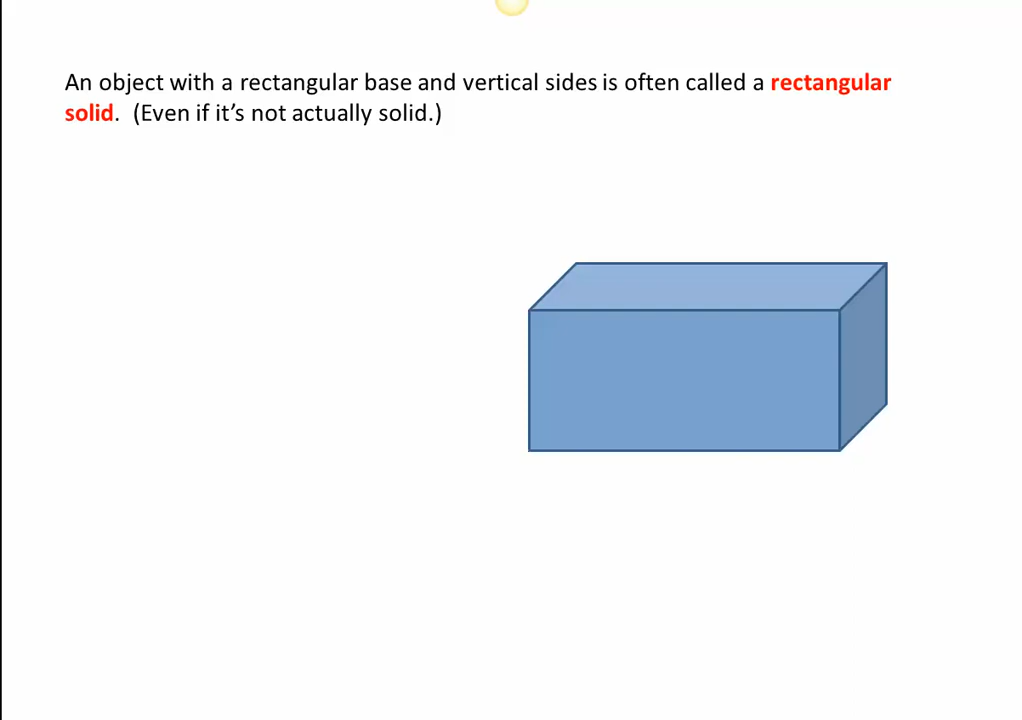 An object with a rectangular base and vertical sides is often called a rectangular
solid.  (Even if it’s not actually solid.)